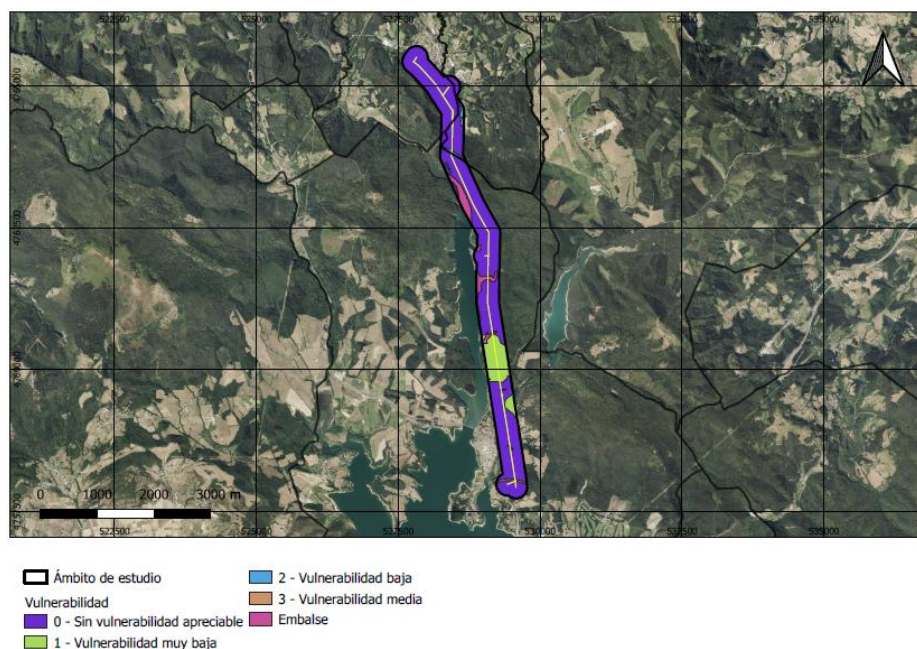 522500 525000 527500 530000 532500 535000
4765000
4762500
4760000
0 1000 2000 3000 m
4757500
522500 525000 527500 530000 532500 535000
Ámbito de estudio
Vulnerabilidad
0 - Sin vulnerabilidad apreciable
1 - Vulnerabilidad muy baja
2 - Vulnerabilidad baja
3 - Vulnerabilidad media
Embalse